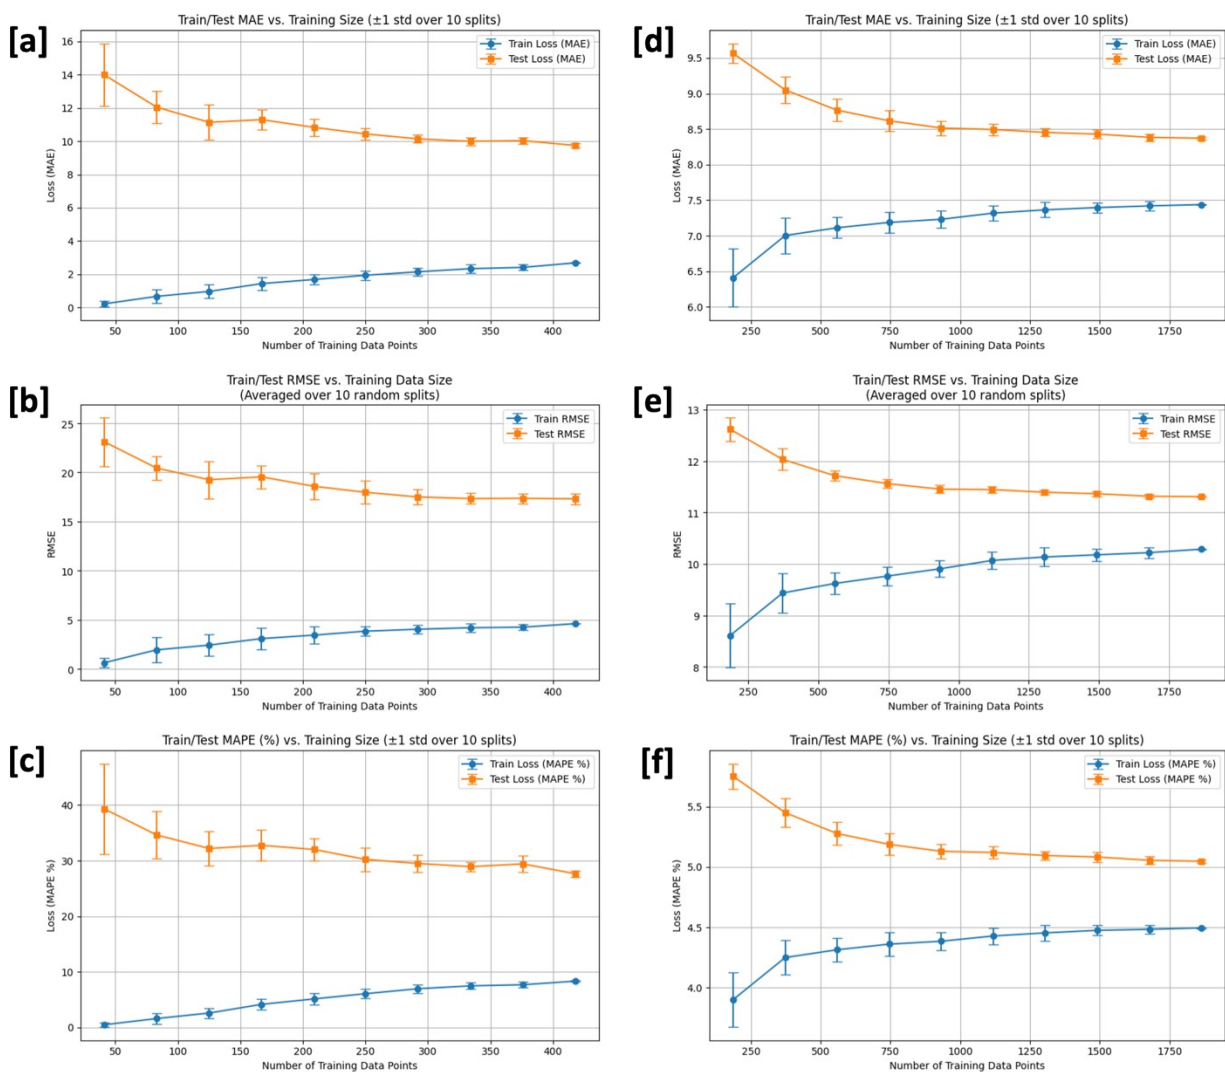 [a]
Train/Test MAE vs. Training Size (±1 std over 10 splits)
Train Loss (MAE)
Test Loss (MAE)
Loss (MAE)
16
14
12
10
8
6
4
2
0
50 100 150 200 250 300 350 400
Number of Training Data Points
[d]
Train/Test MAE vs. Training Size (±1 std over 10 splits)
Train Loss (MAE)
Test Loss (MAE)
Loss (MAE)
9.5
9.0
8.5
8.0
7.5
7.0
6.5
6.0
250 500 750 1000 1250 1500 1750
Number of Training Data Points
[b]
Train/Test RMSE vs. Training Data Size
(Averaged over 10 random splits)
Train RMSE
Test RMSE
RMSE
25
20
15
10
5
0
50 100 150 200 250 300 350 400
Number of Training Data Points
[e]
Train/Test RMSE vs. Training Data Size
(Averaged over 10 random splits)
Train RMSE
Test RMSE
RMSE
13
12
11
10
9
8
250 500 750 1000 1250 1500 1750
Number of Training Data Points
[c]
Train/Test MAPE (%) vs. Training Size (±1 std over 10 splits)
Train Loss (MAPE %)
Test Loss (MAPE %)
Loss (MAPE %)
40
30
20
10
0
50 100 150 200 250 300 350 400
Number of Training Data Points
[f]
Train/Test MAPE (%) vs. Training Size (±1 std over 10 splits)
Train Loss (MAPE %)
Test Loss (MAPE %)
Loss (MAPE %)
5.5
5.0
4.5
4.0
250 500 750 1000 1250 1500 1750
Number of Training Data Points